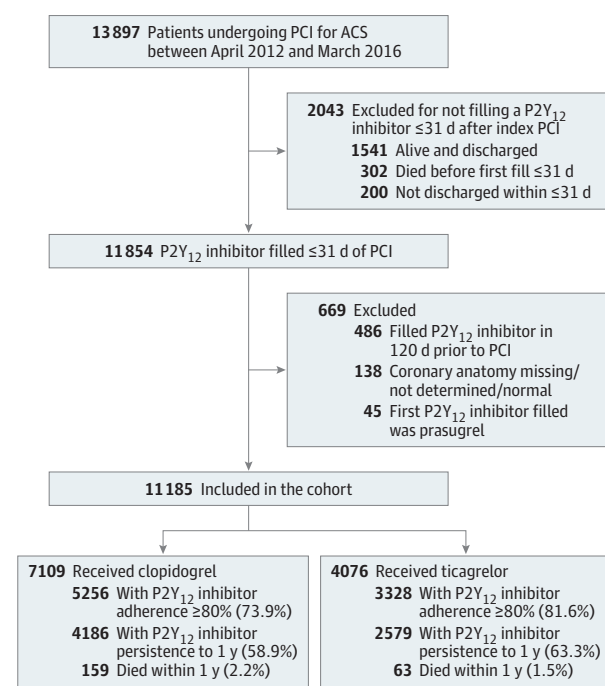 13 897 Patients undergoing PCI for ACS
between April 2012 and March 2016
2043 Excluded for not filling a P2Y12
inhibitor ≤31 d after index PCI
1541 Alive and discharged
302 Died before first fill ≤31 d
200 Not discharged within ≤31 d
11 854 P2Y12 inhibitor filled ≤31 d of PCI
669 Excluded
486 Filled P2Y12 inhibitor in
120 d prior to PCI
138 Coronary anatomy missing/
not determined/normal
45 First P2Y12 inhibitor filled
was prasugrel
11 185 Included in the cohort
7109 Received clopidogrel
5256 With P2Y12 inhibitor
adherence ≥80% (73.9%)
4186 With P2Y12 inhibitor
persistence to 1 y (58.9%)
159 Died within 1 y (2.2%)
4076 Received ticagrelor
3328 With P2Y12 inhibitor
adherence ≥80% (81.6%)
2579 With P2Y12 inhibitor
persistence to 1 y (63.3%)
63 Died within 1 y (1.5%)